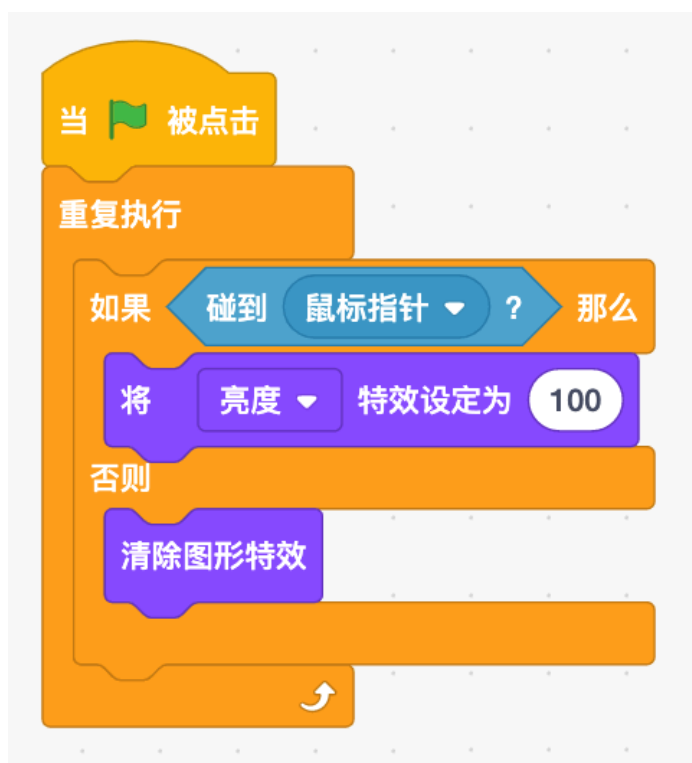 当 被点击
重复执行
如果 碰到 鼠标指针 ? 那么
将 亮度 特效设定为 100
否则
清除图形特效